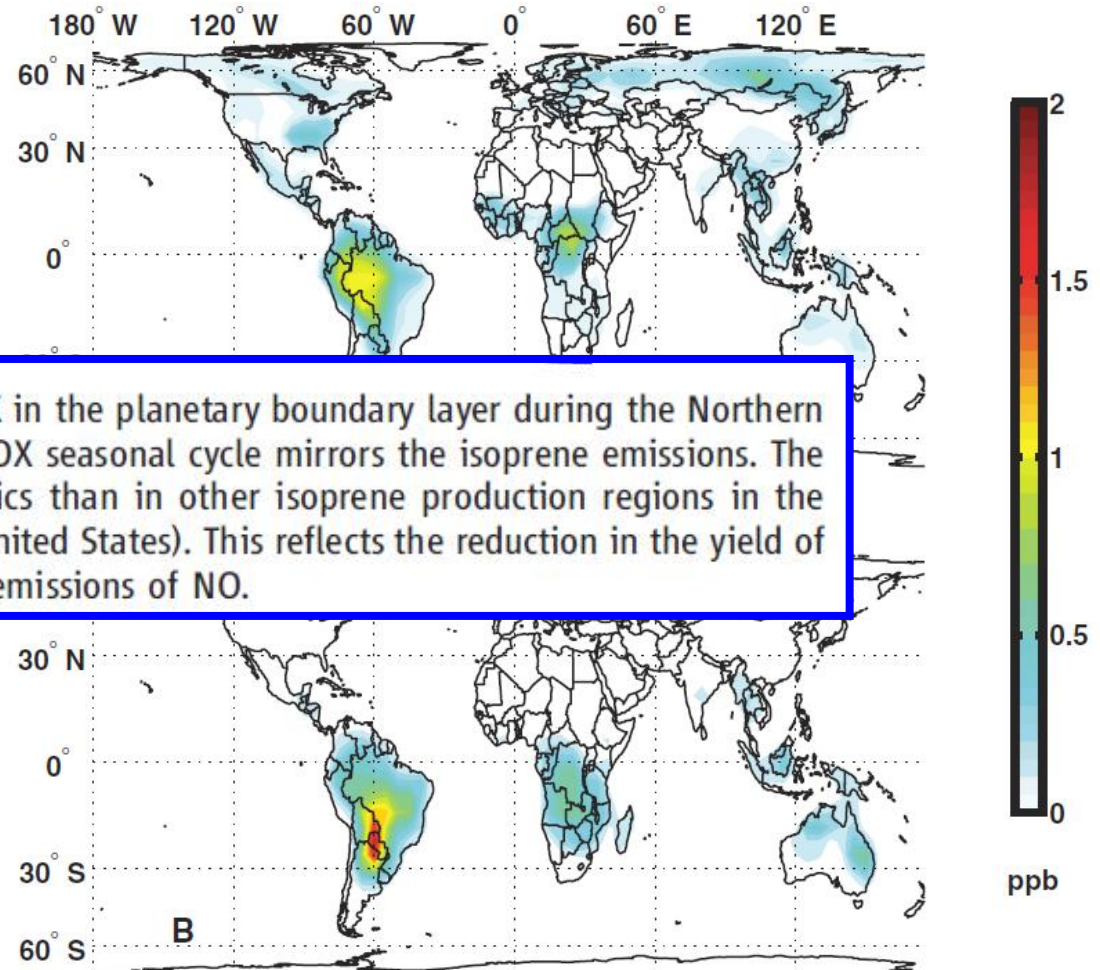 180° W 120° W 60° W 0° 60° E 120° E
60° N
30° N
0°
2
1.5
1
0.5
0
ppb
in the planetary boundary layer during the Northern
OX seasonal cycle mirrors the isoprene emissions. The
ics than in other isoprene production regions in the
nited States). This reflects the reduction in the yield of
emissions of NO.
30° N
0°
30° S
60° S
B